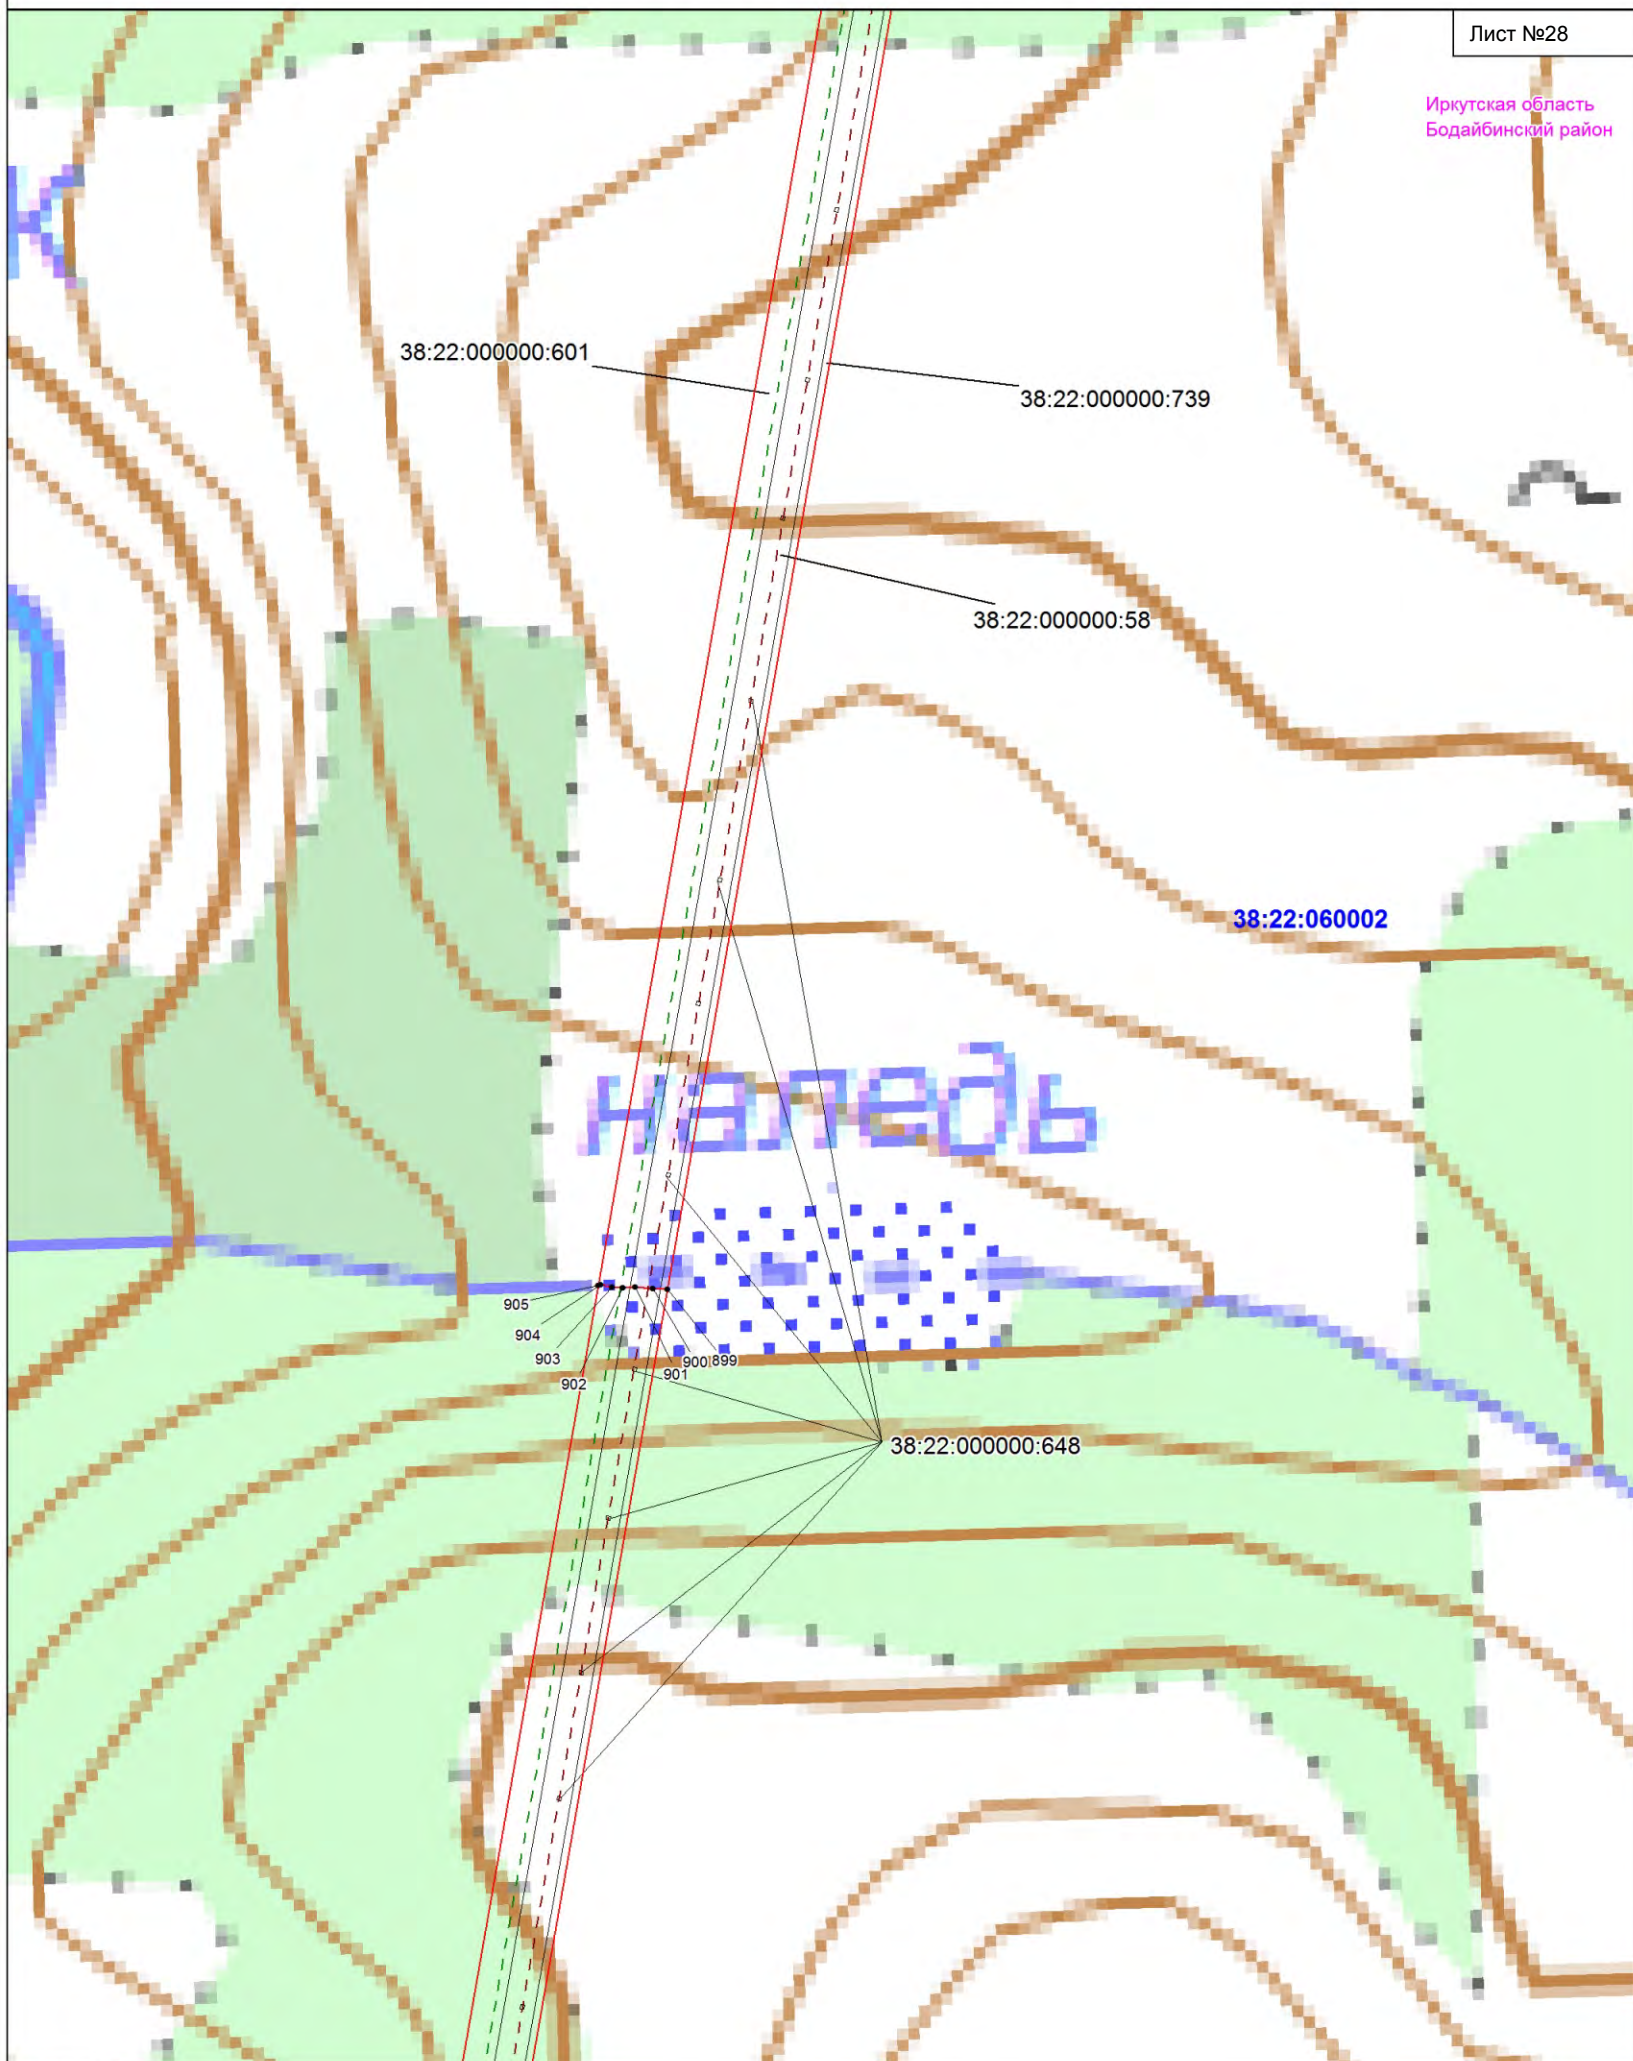 Лист №28
Иркутская область
Бодайбинский район
К
38:22:000000:601
38:22:000000:739
38:22:000000:58
38:22:060002
наледь
905
904
903
902
901
900 899
38:22:000000:648